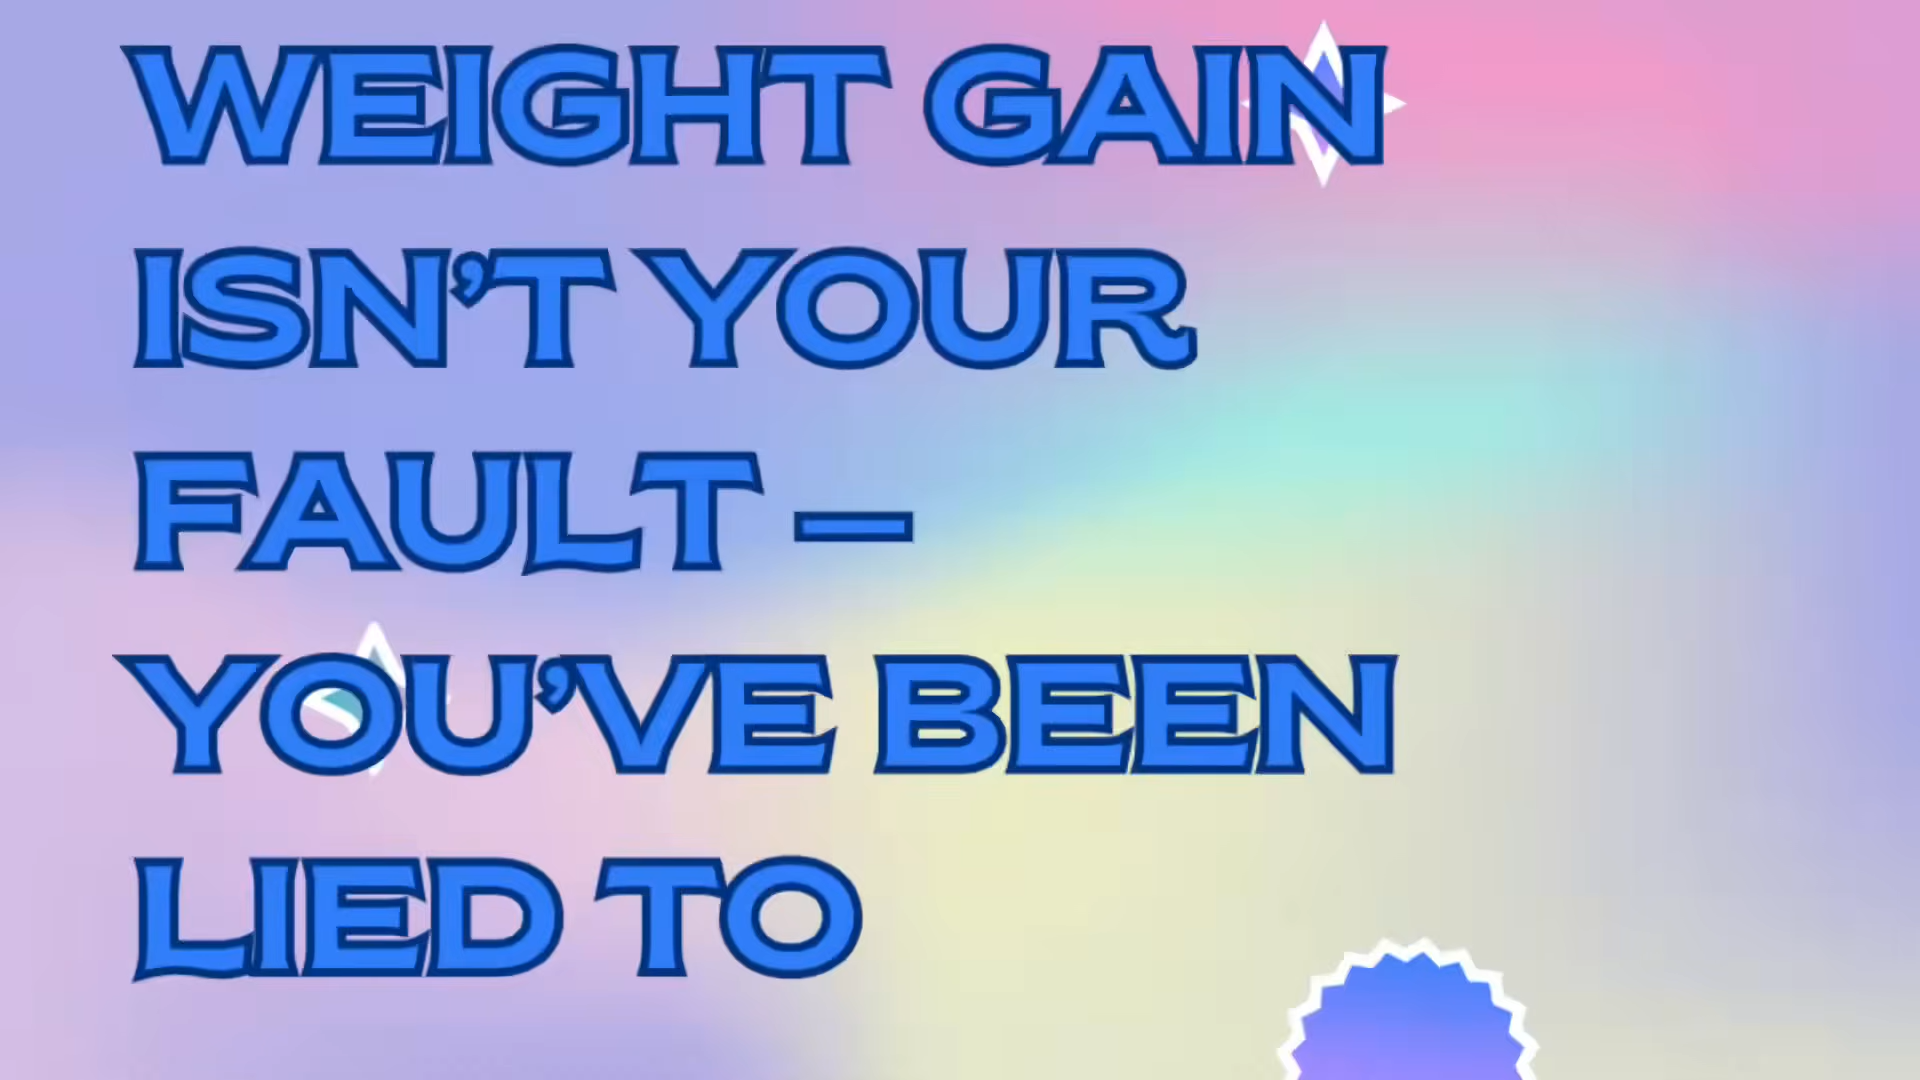 WEIGHT GAIN
ISN’T YOUR
FAULT –
YOU’VE BEEN
LIED TO